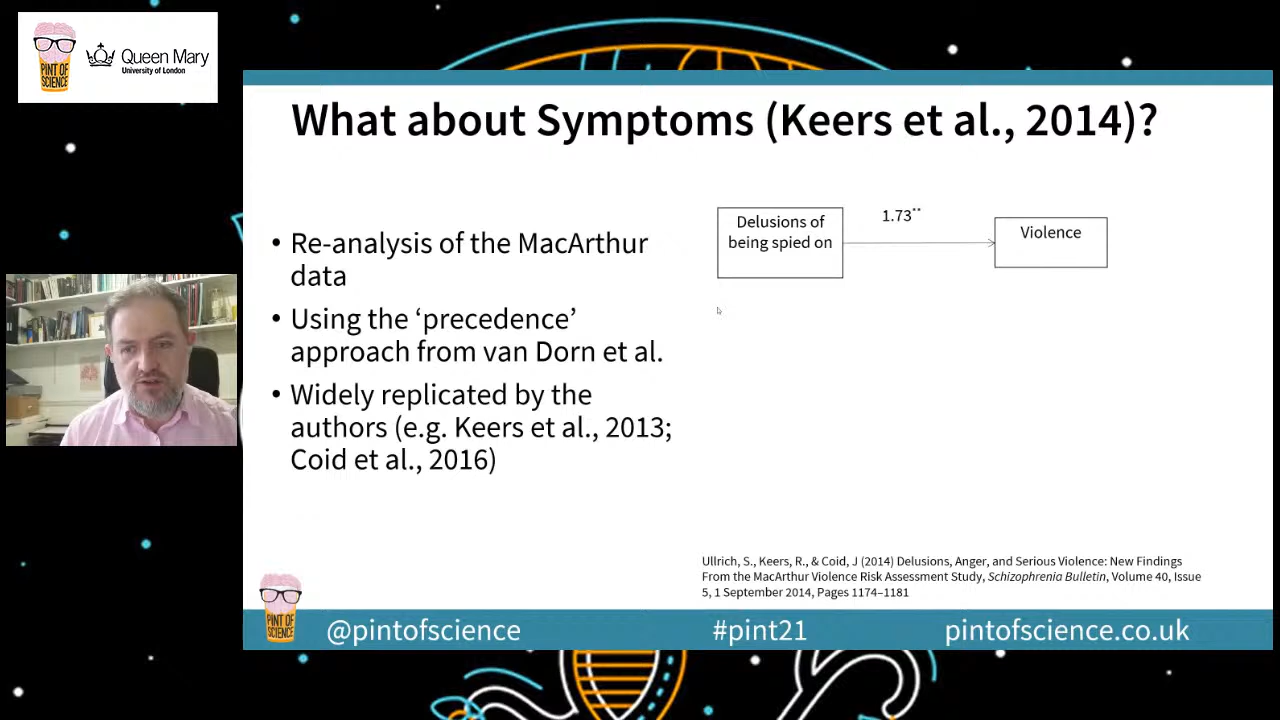 PINT OF
SCIENCE
Queen Mary
University of London
What about Symptoms (Keers et al., 2014)?
• Re-analysis of the MacArthur
data
• Using the ‘precedence’
approach from van Dorn et al.
• Widely replicated by the
authors (e.g. Keers et al., 2013;
Coid et al., 2016)
Delusions of
being spied on
1.73**
Violence
Ullrich, S., Keers, R., & Coid, J (2014) Delusions, Anger, and Serious Violence: New Findings
From the MacArthur Violence Risk Assessment Study, Schizophrenia Bulletin, Volume 40, Issue
5, 1 September 2014, Pages 1174–1181
PINT OF
SCIENCE
@pintofscience
#pint21
pintofscience.co.uk